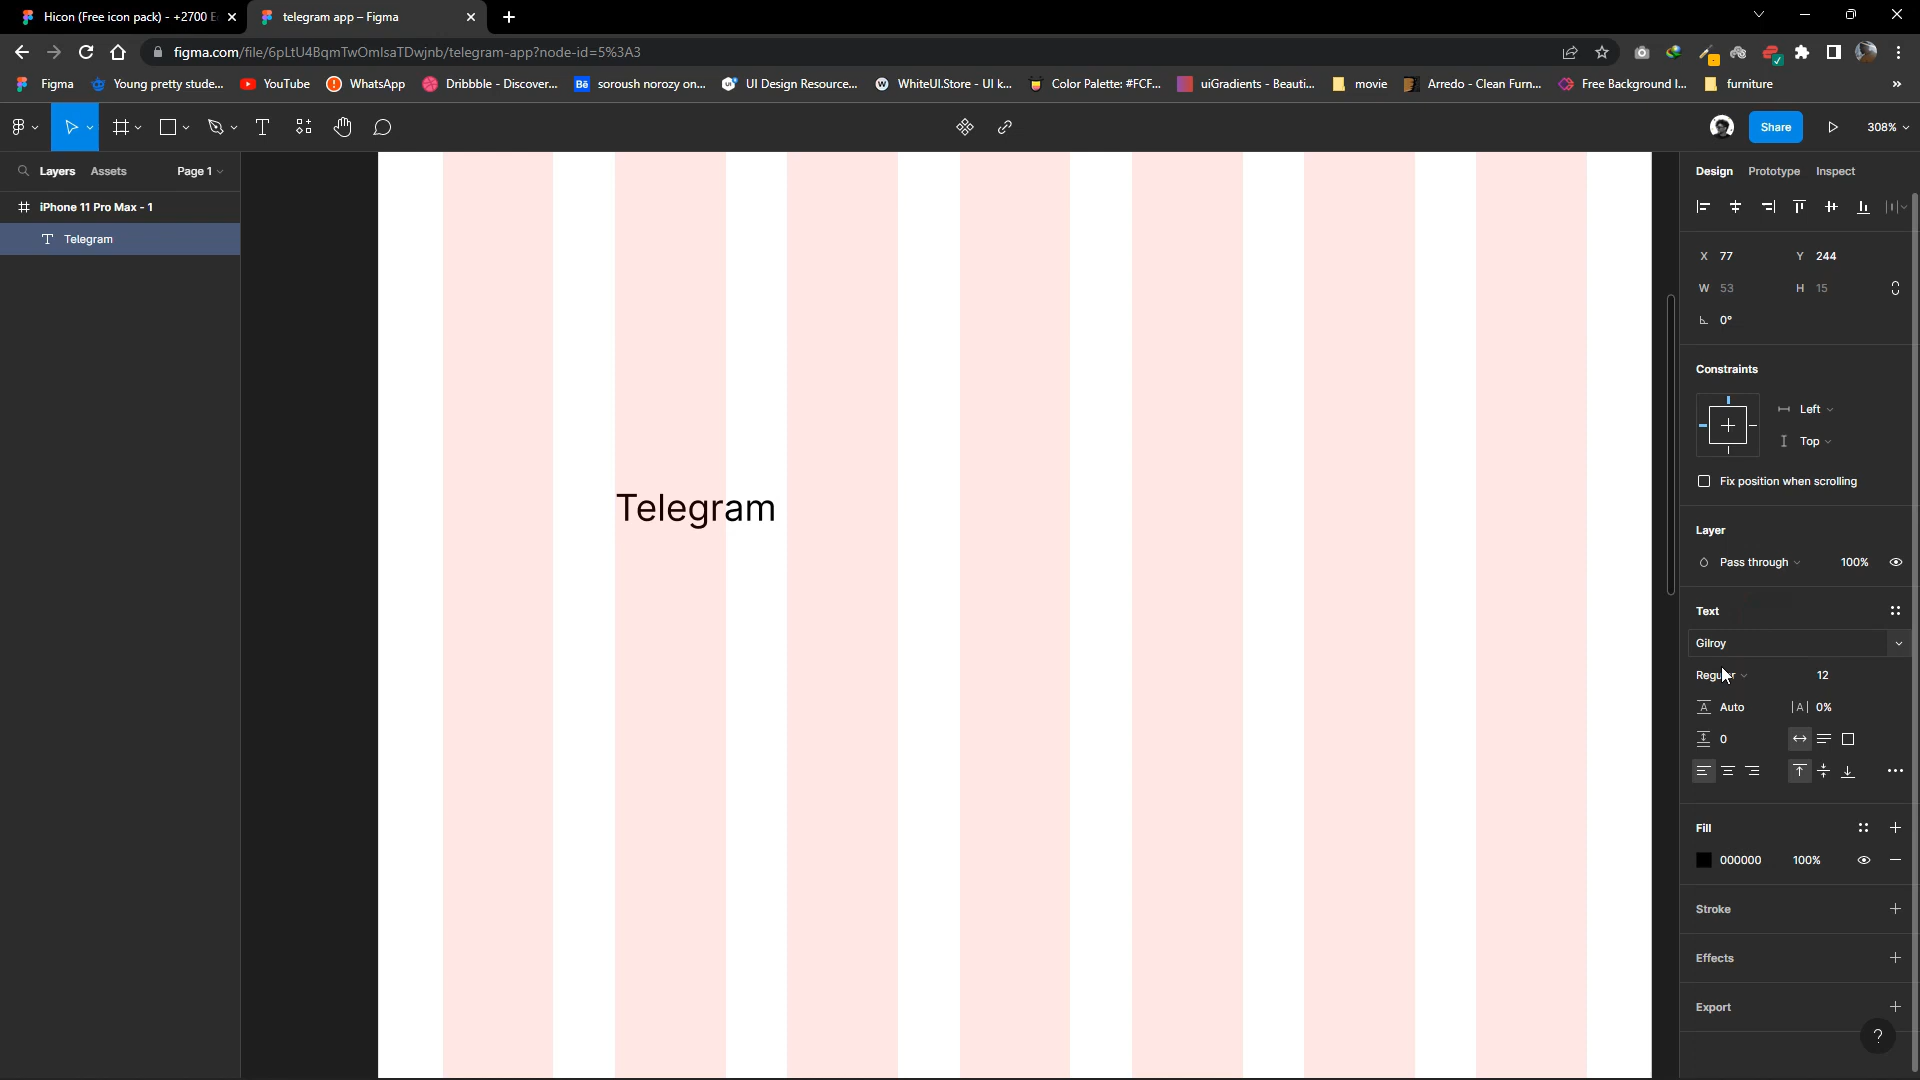 Hicon (Free icon pack) - +2700 E
telegram app – Figma
figma.com/file/6pLtU4BqmTwOmIsaTDwjnb/telegram-app?node-id=5%3A3
Figma
Young pretty stude...
YouTube
WhatsApp
Dribbble - Discover...
Bē
soroush norozy on...
UI Design Resource...
W
WhiteUI.Store - UI k...
Color Palette: #FCF...
uiGradients - Beauti...
movie
Arredo - Clean Furn...
Free Background I...
furniture
»
Share
308%
Layers
Assets
Page 1
iPhone 11 Pro Max - 1
T Telegram
Telegram
Design
Prototype
Inspect
X 77
Y 244
W 53
H 15
0°
Constraints
Left
Top
Fix position when scrolling
Layer
Pass through
100%
Text
Gilroy
Regular
12
Auto
|A| 0%
0
Fill
000000
100%
Stroke
Effects
Export
?